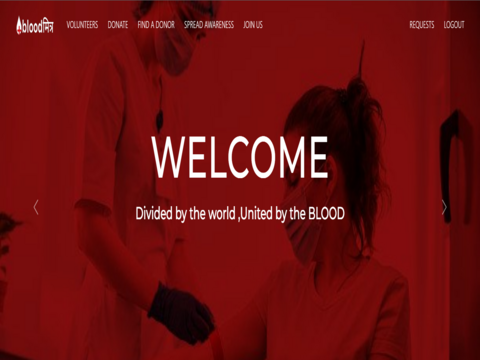 bloodमित्र VOLUNTEERS DONATE FIND A DONOR SPREAD AWARENESS JOIN US REQUESTS LOGOUT
WELCOME
Divided by the world ,United by the BLOOD